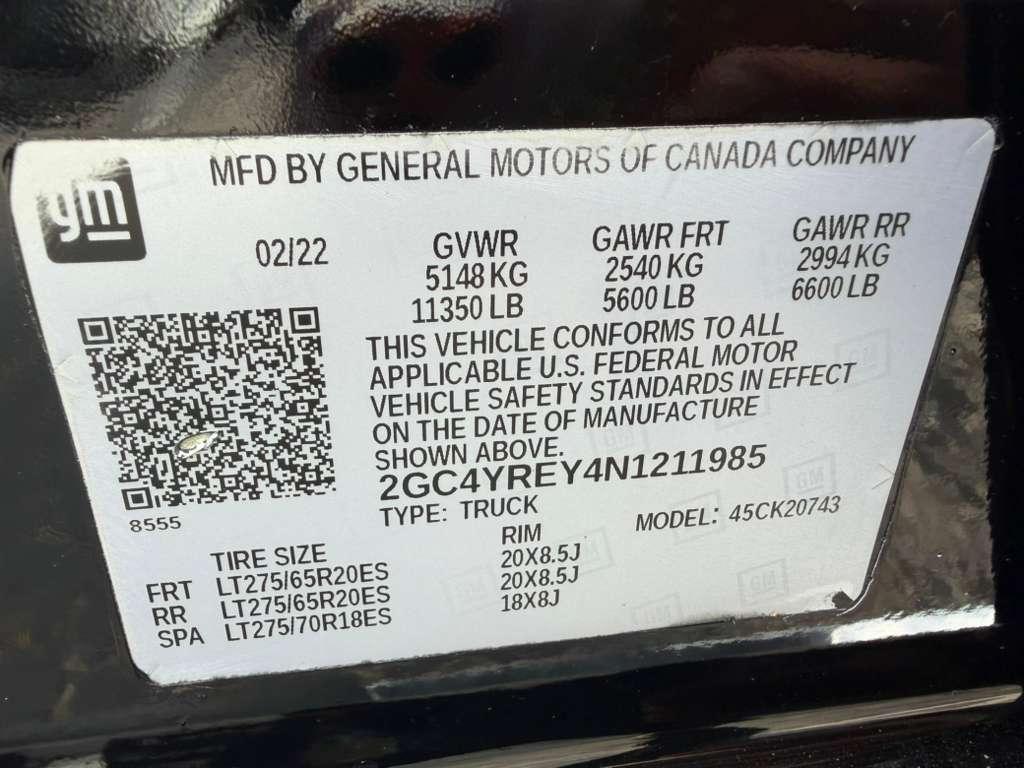 gm
MFD BY GENERAL MOTORS OF CANADA COMPANY
02/22
GVWR
5148 KG
11350 LB
GAWR FRT
2540 KG
5600 LB
GAWR RR
2994 KG
6600 LB
THIS VEHICLE CONFORMS TO ALL
APPLICABLE U.S. FEDERAL MOTOR
VEHICLE SAFETY STANDARDS IN EFFECT
ON THE DATE OF MANUFACTURE
SHOWN ABOVE.
2GC4YREY4N1211985
TYPE: TRUCK
MODEL: 45CK20743
8555
TIRE SIZE RIM
FRT LT275/65R20ES 20X8.5J
RR LT275/65R20ES 20X8.5J
SPA LT275/70R18ES 18X8J